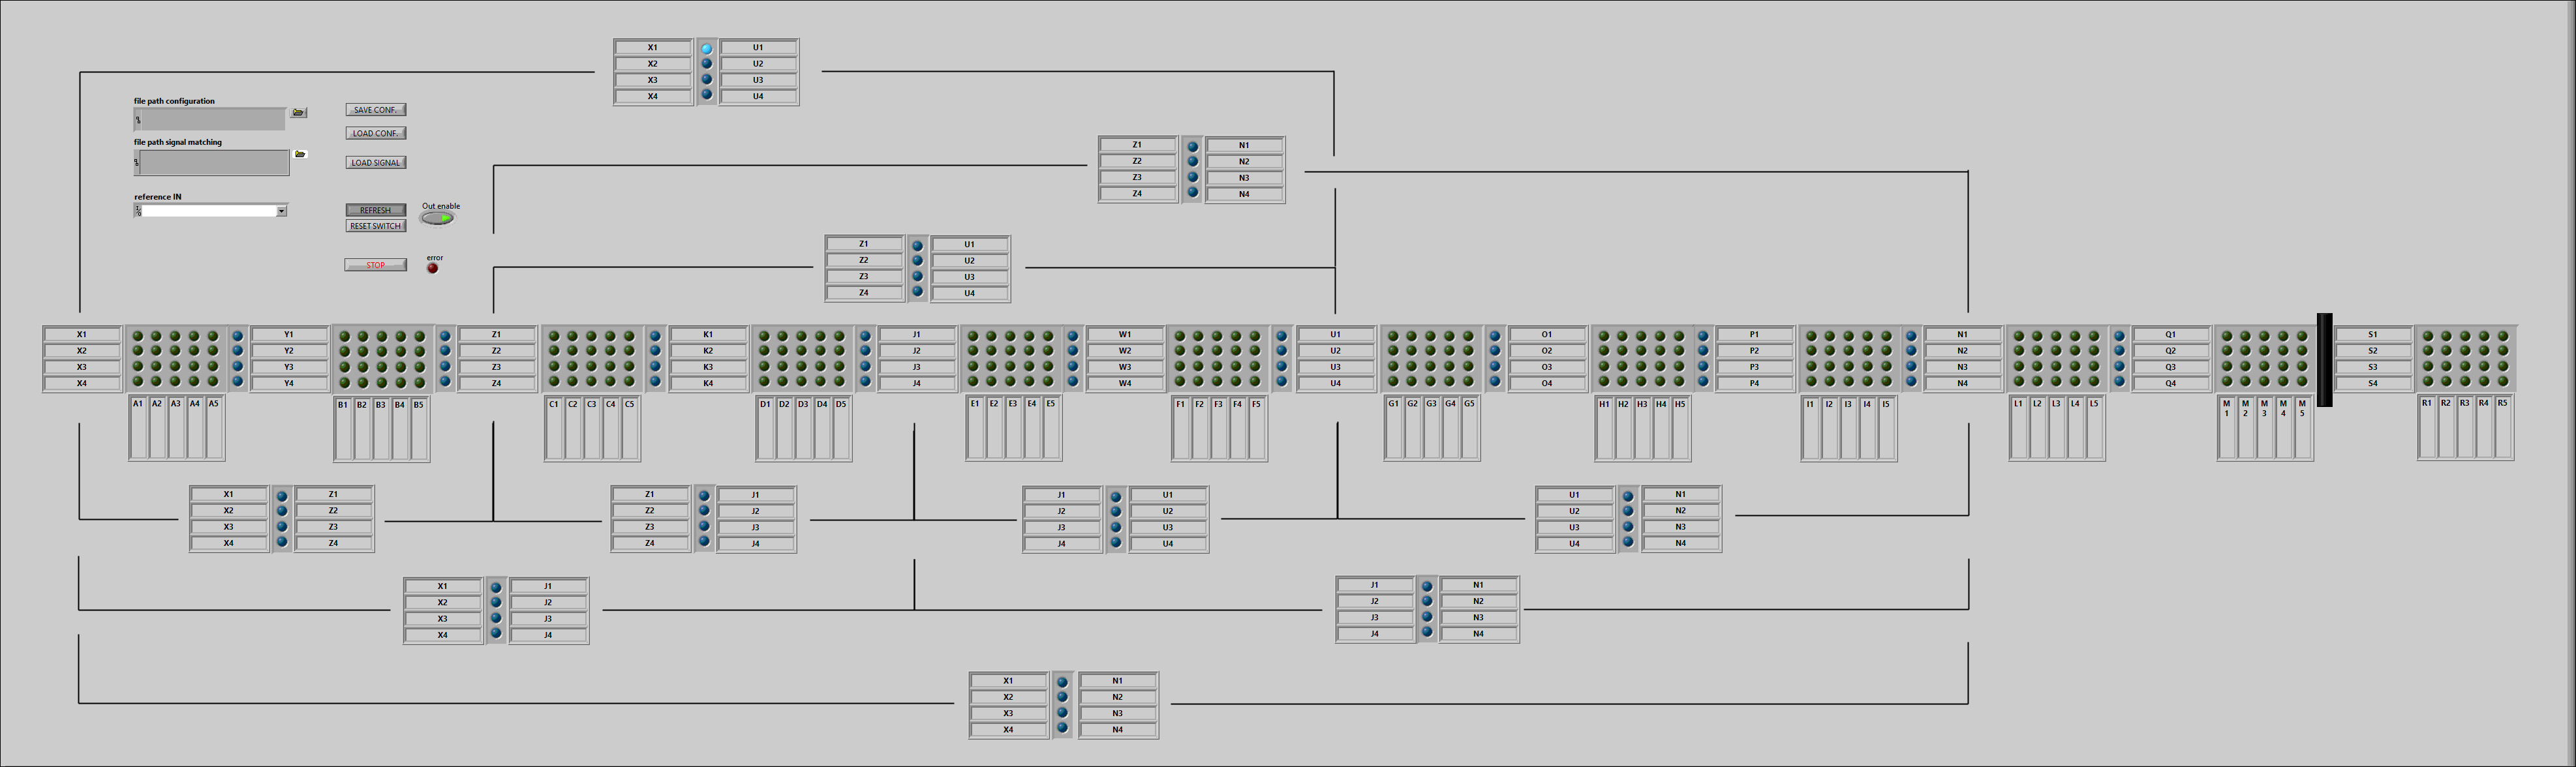 X1 U1
X2 U2
X3 U3
X4 U4
file path configuration
SAVE CONF.
LOAD CONF.
file path signal matching
LOAD SIGNAL
reference IN
REFRESH
Out enable
RESET SWITCH
STOP
error
Z1 N1
Z2 N2
Z3 N3
Z4 N4
Z1 U1
Z2 U2
Z3 U3
Z4 U4
X1 Y1 Z1 K1 J1 W1 U1 O1 P1 N1 Q1 S1
X2 Y2 Z2 K2 J2 W2 U2 O2 P2 N2 Q2 S2
X3 Y3 Z3 K3 J3 W3 U3 O3 P3 N3 Q3 S3
X4 Y4 Z4 K4 J4 W4 U4 O4 P4 N4 Q4 S4
A1 A2 A3 A4 A5 B1 B2 B3 B4 B5 C1 C2 C3 C4 C5 D1 D2 D3 D4 D5 E1 E2 E3 E4 E5 F1 F2 F3 F4 F5 G1 G2 G3 G4 G5 H1 H2 H3 H4 H5 I1 I2 I3 I4 I5 L1 L2 L3 L4 L5 M1 M2 M3 M4 M5 R1 R2 R3 R4 R5
X1 Z1 Z1 J1 J1 U1 U1 N1
X2 Z2 Z2 J2 J2 U2 U2 N2
X3 Z3 Z3 J3 J3 U3 U3 N3
X4 Z4 Z4 J4 J4 U4 U4 N4
X1 J1 J1 N1
X2 J2 J2 N2
X3 J3 J3 N3
X4 J4 J4 N4
X1 N1
X2 N2
X3 N3
X4 N4